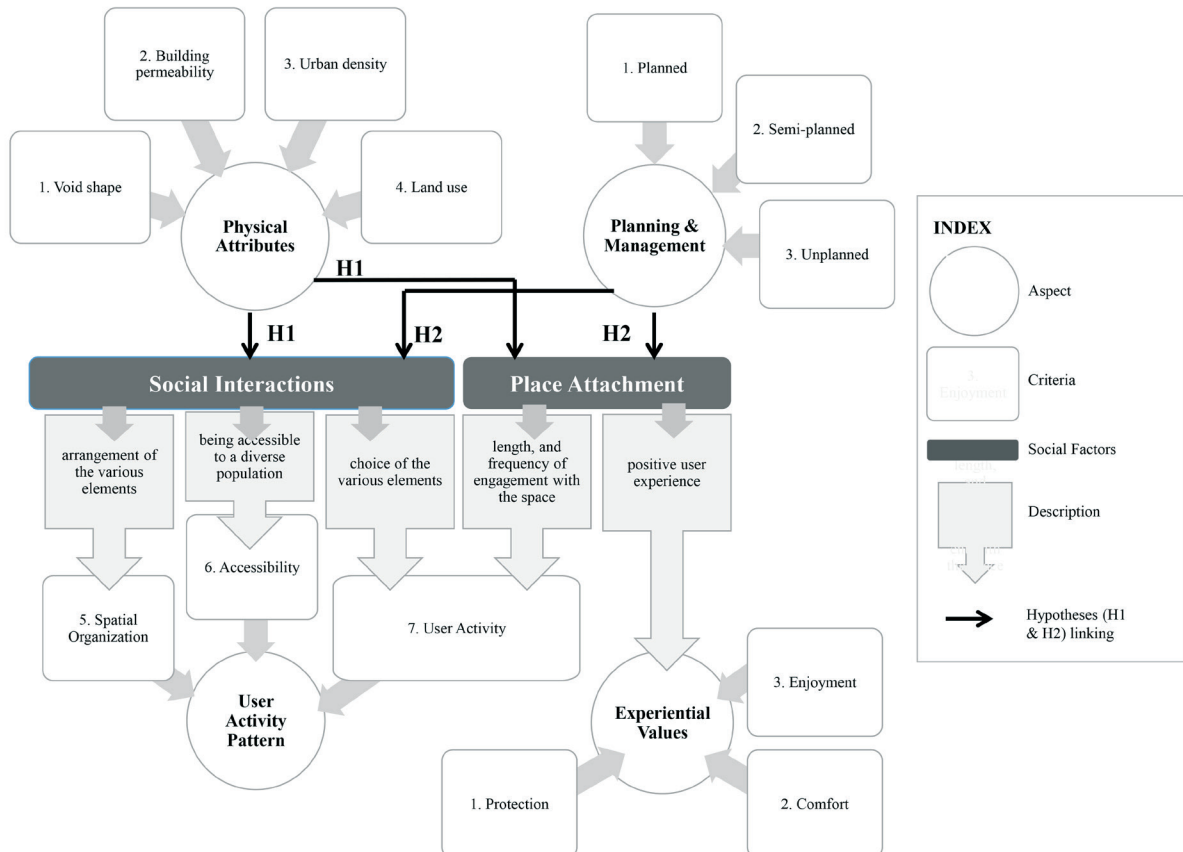 2. Building
permeability
3. Urban density
1. Void shape
4. Land use
Physical
Attributes
1. Planned
2. Semi-planned
3. Unplanned
Planning &
Management
H1
H1
H2
H2
Social Interactions
Place Attachment
arrangement of
the various
elements
being accessible
to a diverse
population
choice of the
various elements
length, and
frequency of
engagement with
the space
positive user
experience
5. Spatial
Organization
6. Accessibility
7. User Activity
User
Activity
Pattern
Experiential
Values
3. Enjoyment
1. Protection
2. Comfort
INDEX
Aspect
3.
Enjoyment
Criteria
Social Factors
length,
Description
Hypotheses (H1
& H2) linking